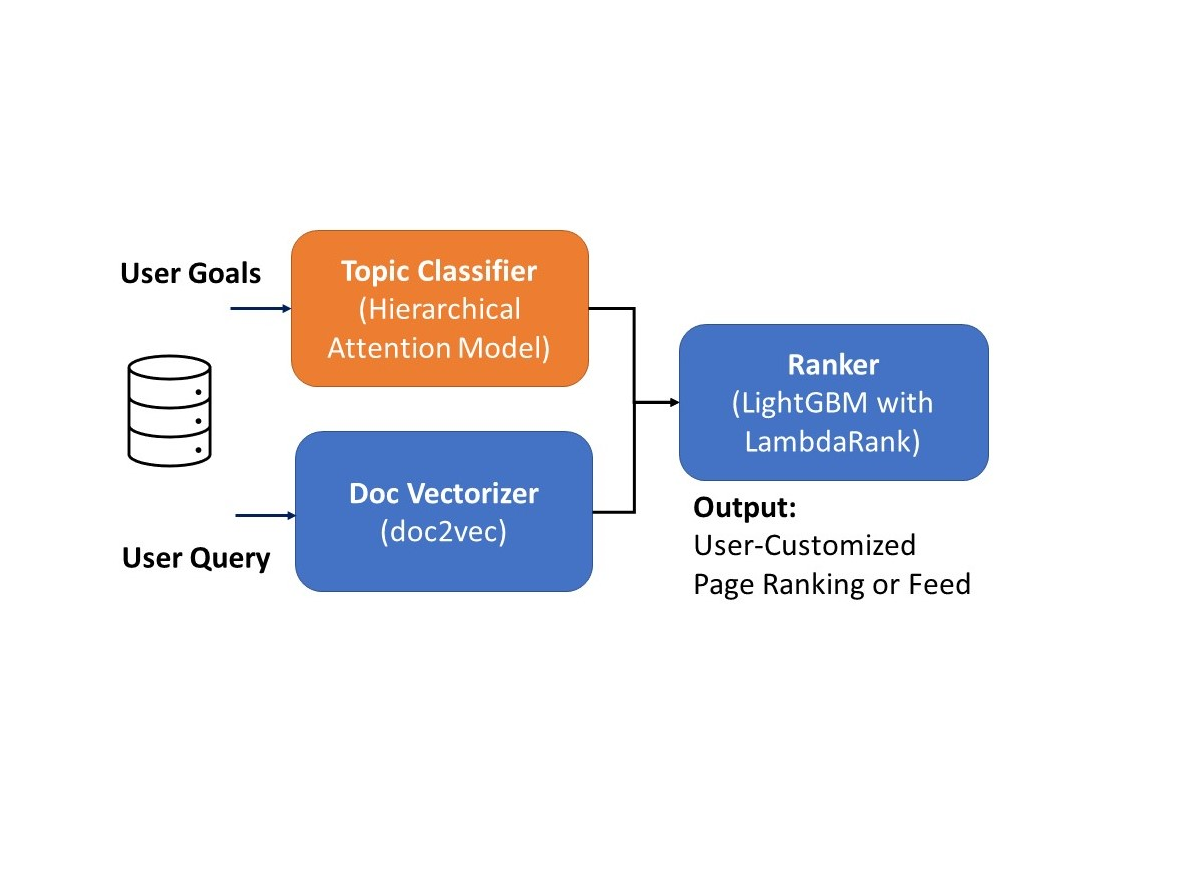 User Goals
Topic Classifier
(Hierarchical
Attention Model)
Doc Vectorizer
(doc2vec)
User Query
Ranker
(LightGBM with
LambdaRank)
Output:
User-Customized
Page Ranking or Feed